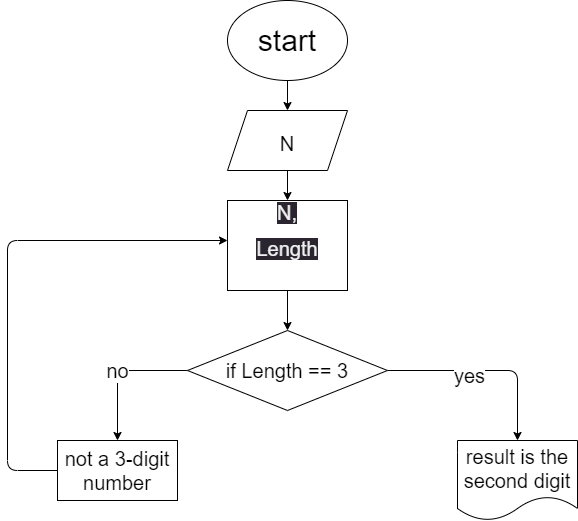 start
N
N,
Length
if Length == 3
no
yes
not a 3-digit
number
result is the
second digit